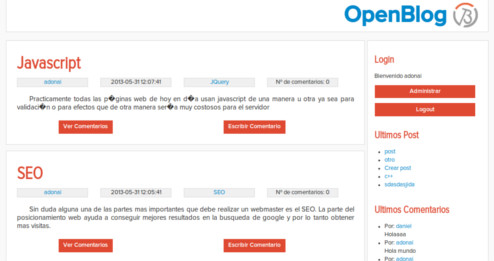 OpenBlog
Javascript
adonai 2013-05-31 12:07:41 JQuery Nº de comentarios: 0
Practicamente todas las p�ginas web de hoy en d�a usan javascript de una manera u otra ya sea para
validaci�n o para efectos que de otra manera ser�a muy costosos para el servidor
Ver Comentarios Escribir Comentario
SEO
adonai 2013-05-31 12:05:41 SEO Nº de comentarios: 0
Sin duda alguna una de las partes mas importantes que debe realizar un webmaster es el SEO. La parte del
posicionamiento web ayuda a conseguir mejores resultados en la busqueda de google y por lo tanto obtener
mas visitas.
Ver Comentarios Escribir Comentario
Login
Bienvenido adonai
Administrar
Logout
Ultimos Post
post
otro
Crear post
c++
Ultimos Comentarios
Por: daniel
Holaaaa
Por: adonai
Hola mundo
Por: adonai